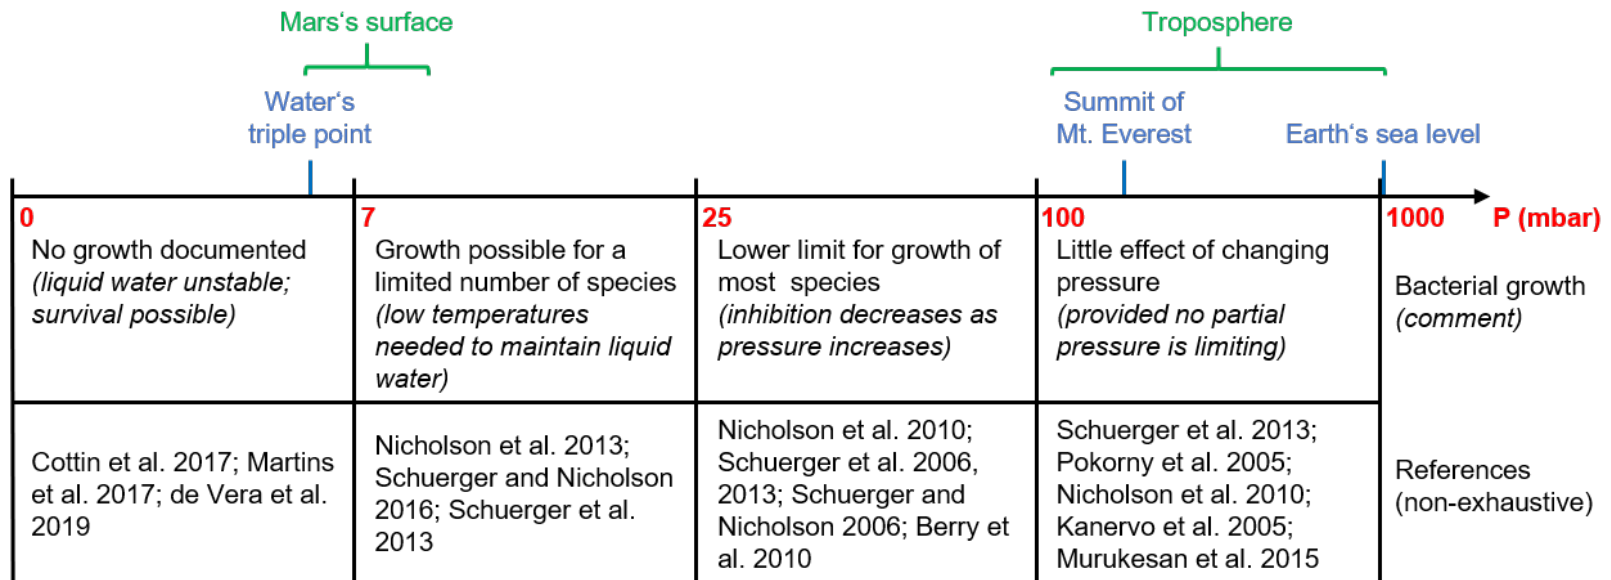 Mars‘s surface
Troposphere
Water‘s
triple point
Summit of
Mt. Everest
Earth‘s sea level
0
7
25
100
1000
P (mbar)
No growth documented
(liquid water unstable;
survival possible)
Growth possible for a
limited number of species
(low temperatures
needed to maintain liquid
water)
Lower limit for growth of
most species
(inhibition decreases as
pressure increases)
Little effect of changing
pressure
(provided no partial
pressure is limiting)
Bacterial growth
(comment)
Cottin et al. 2017; Martins
et al. 2017; de Vera et al.
2019
Nicholson et al. 2013;
Schuerger and Nicholson
2016; Schuerger et al.
2013
Nicholson et al. 2010;
Schuerger et al. 2006,
2013; Schuerger and
Nicholson 2006; Berry et
al. 2010
Schuerger et al. 2013;
Pokorny et al. 2005;
Nicholson et al. 2010;
Kanervo et al. 2005;
Murukesan et al. 2015
References
(non-exhaustive)